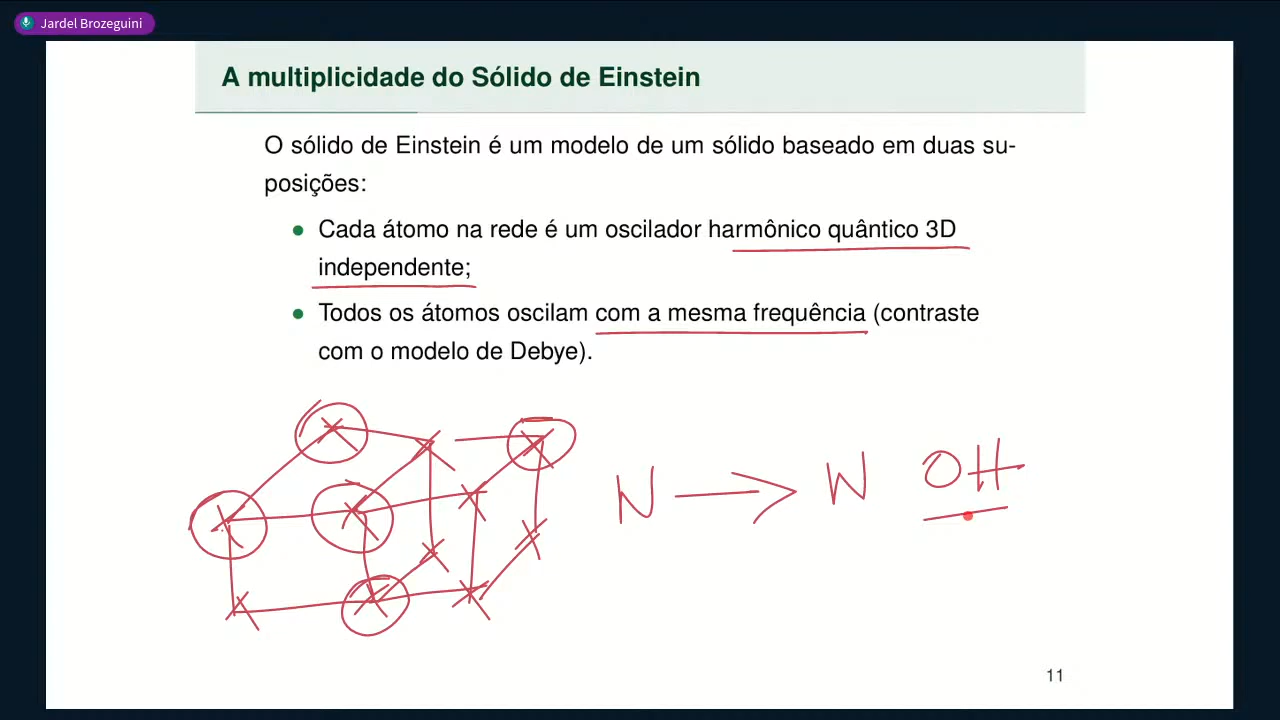 Jardel Brozeguini
A multiplicidade do Sólido de Einstein
O sólido de Einstein é um modelo de um sólido baseado em duas su-
posições:
● Cada átomo na rede é um oscilador harmônico quântico 3D
independente;
● Todos os átomos oscilam com a mesma frequência (contraste
com o modelo de Debye).
N → N OH
11